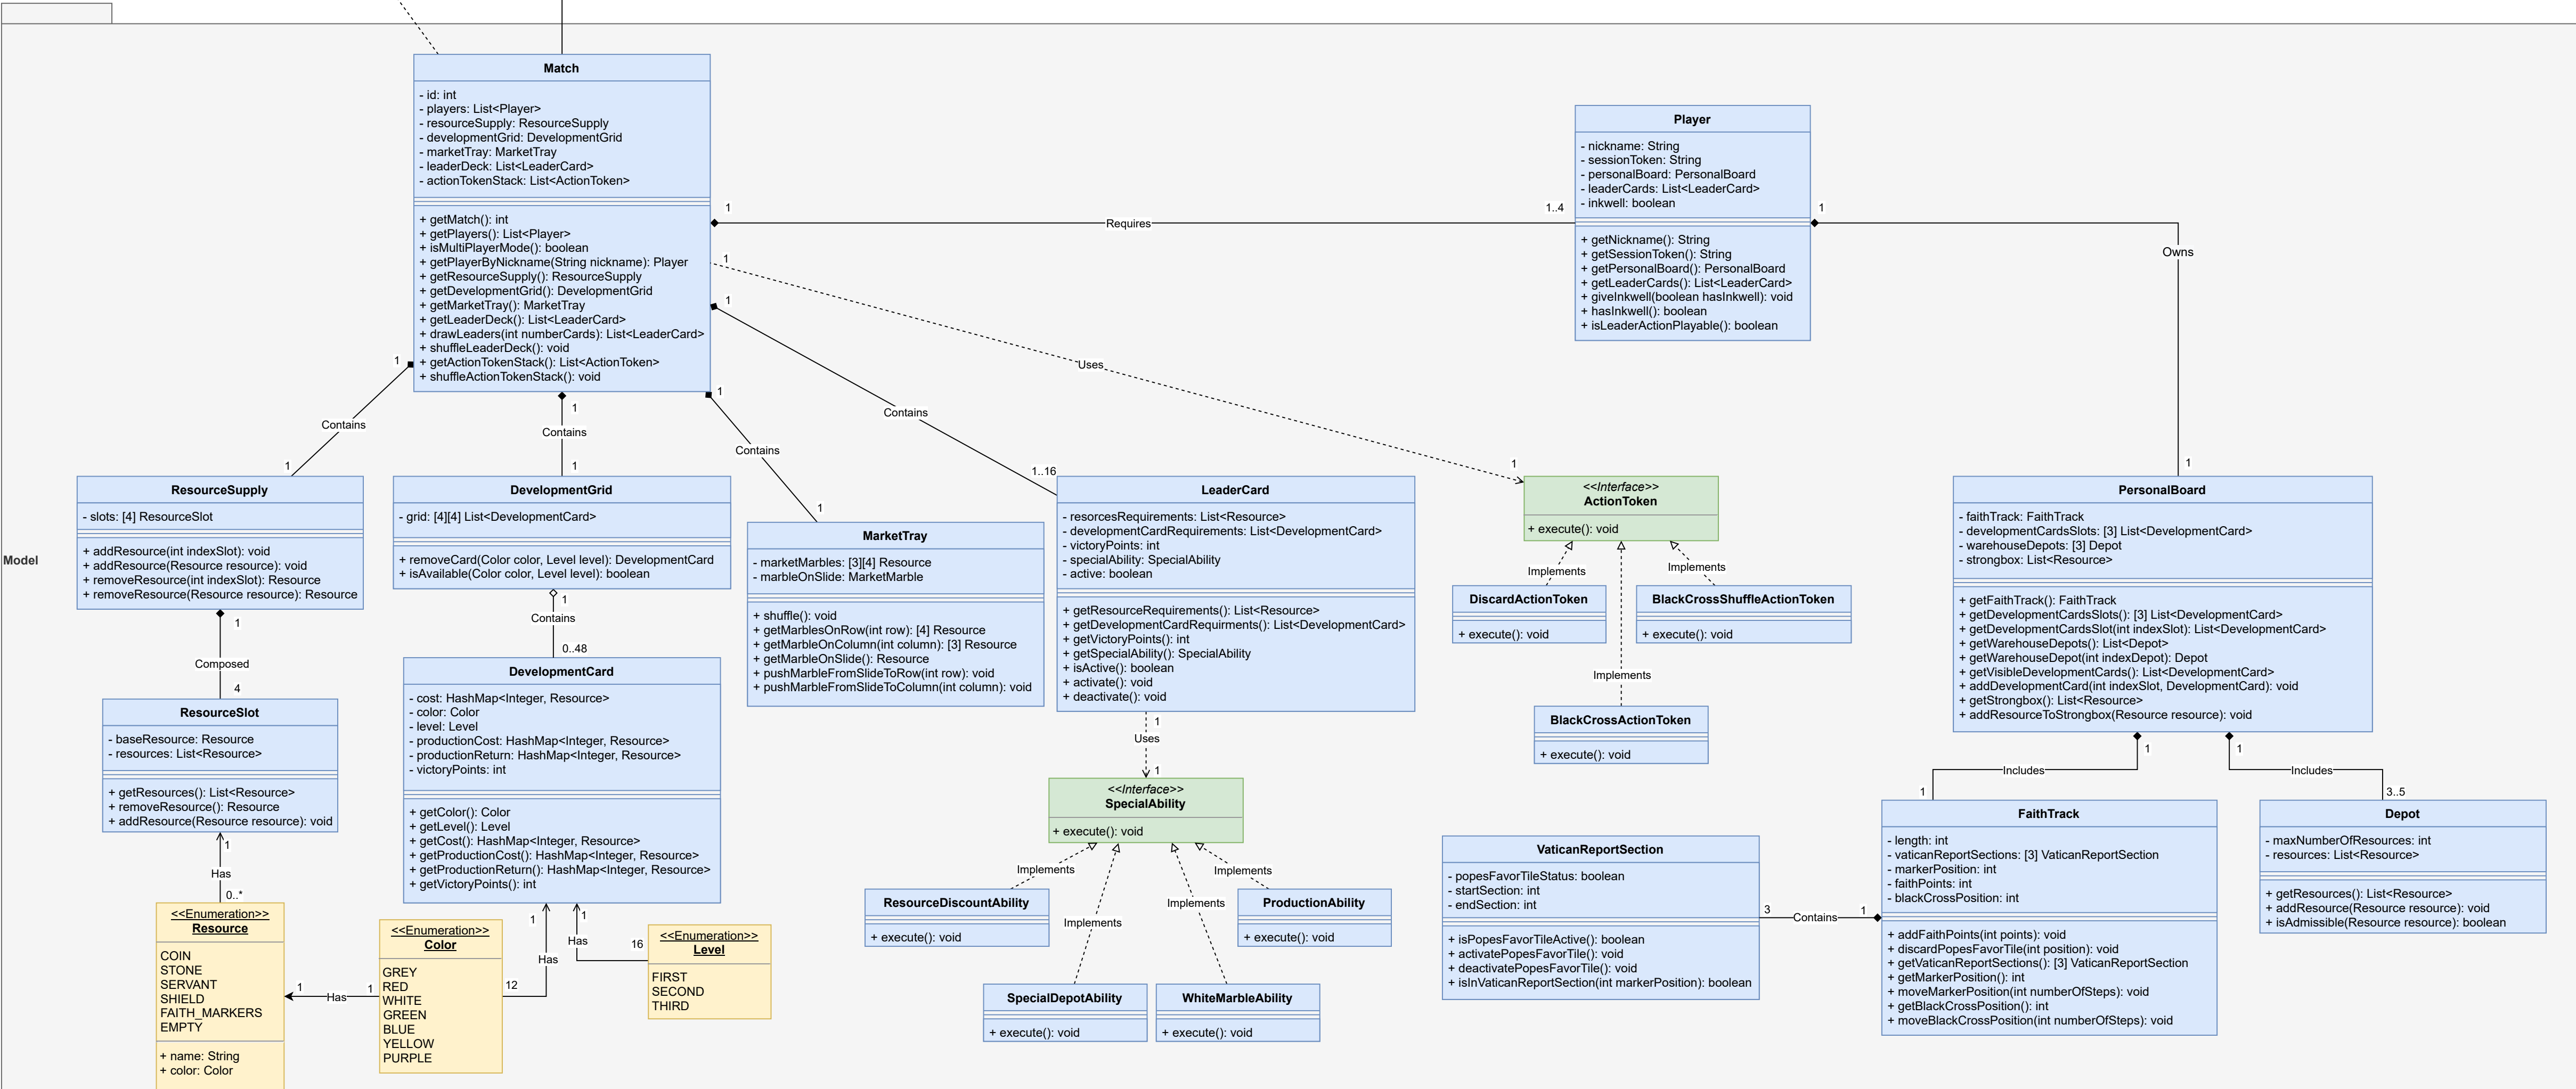 Model
Match
- id: int
- players: List<Player>
- resourceSupply: ResourceSupply
- developmentGrid: DevelopmentGrid
- marketTray: MarketTray
- leaderDeck: List<LeaderCard>
- actionTokenStack: List<ActionToken>
+ getMatch(): int
+ getPlayers(): List<Player>
+ isMultiPlayerMode(): boolean
+ getPlayerByNickname(String nickname): Player
+ getResourceSupply(): ResourceSupply
+ getDevelopmentGrid(): DevelopmentGrid
+ getMarketTray(): MarketTray
+ getLeaderDeck(): List<LeaderCard>
+ drawLeaders(int numberCards): List<LeaderCard>
+ shuffleLeaderDeck(): void
+ getActionTokenStack(): List<ActionToken>
+ shuffleActionTokenStack(): void
1
Requires
1..4
Player
- nickname: String
- sessionToken: String
- personalBoard: PersonalBoard
- leaderCards: List<LeaderCard>
- inkwell: boolean
+ getNickname(): String
+ getSessionToken(): String
+ getPersonalBoard(): PersonalBoard
+ getLeaderCards(): List<LeaderCard>
+ giveInkwell(boolean hasInkwell): void
+ hasInkwell(): boolean
+ isLeaderActionPlayable(): boolean
1
Owns
1
1
Uses
1
1
Contains
1..16
1
Contains
1
1
Contains
1
1
Contains
1
ResourceSupply
- slots: [4] ResourceSlot
+ addResource(int indexSlot): void
+ addResource(Resource resource): void
+ removeResource(int indexSlot): Resource
+ removeResource(Resource resource): Resource
1
Composed
4
ResourceSlot
- baseResource: Resource
- resources: List<Resource>
+ getResources(): List<Resource>
+ removeResource(): Resource
+ addResource(Resource resource): void
1
Has
0..*
<<Enumeration>>
Resource
COIN
STONE
SERVANT
SHIELD
FAITH_MARKERS
EMPTY
+ name: String
+ color: Color
1
Has
1
<<Enumeration>>
Color
GREY
RED
WHITE
GREEN
BLUE
YELLOW
PURPLE
12
Has
1
1
Has
16
<<Enumeration>>
Level
FIRST
SECOND
THIRD
DevelopmentGrid
- grid: [4][4] List<DevelopmentCard>
+ removeCard(Color color, Level level): DevelopmentCard
+ isAvailable(Color color, Level level): boolean
1
Contains
0..48
DevelopmentCard
- cost: HashMap<Integer, Resource>
- color: Color
- level: Level
- productionCost: HashMap<Integer, Resource>
- productionReturn: HashMap<Integer, Resource>
- victoryPoints: int
+ getColor(): Color
+ getLevel(): Level
+ getCost(): HashMap<Integer, Resource>
+ getProductionCost(): HashMap<Integer, Resource>
+ getProductionReturn(): HashMap<Integer, Resource>
+ getVictoryPoints(): int
MarketTray
- marketMarbles: [3][4] Resource
- marbleOnSlide: MarketMarble
+ shuffle(): void
+ getMarblesOnRow(int row): [4] Resource
+ getMarbleOnColumn(int column): [3] Resource
+ getMarbleOnSlide(): Resource
+ pushMarbleFromSlideToRow(int row): void
+ pushMarbleFromSlideToColumn(int column): void
LeaderCard
- resorcesRequirements: List<Resource>
- developmentCardRequirements: List<DevelopmentCard>
- victoryPoints: int
- specialAbility: SpecialAbility
- active: boolean
+ getResourceRequirements(): List<Resource>
+ getDevelopmentCardRequirments(): List<DevelopmentCard>
+ getVictoryPoints(): int
+ getSpecialAbility(): SpecialAbility
+ isActive(): boolean
+ activate(): void
+ deactivate(): void
1
Uses
1
<<Interface>>
SpecialAbility
+ execute(): void
Implements
Implements
Implements
Implements
ResourceDiscountAbility
+ execute(): void
ProductionAbility
+ execute(): void
SpecialDepotAbility
+ execute(): void
WhiteMarbleAbility
+ execute(): void
<<Interface>>
ActionToken
+ execute(): void
Implements
Implements
Implements
DiscardActionToken
+ execute(): void
BlackCrossShuffleActionToken
+ execute(): void
BlackCrossActionToken
+ execute(): void
PersonalBoard
- faithTrack: FaithTrack
- developmentCardsSlots: [3] List<DevelopmentCard>
- warehouseDepots: [3] Depot
- strongbox: List<Resource>
+ getFaithTrack(): FaithTrack
+ getDevelopmentCardsSlots(): [3] List<DevelopmentCard>
+ getDevelopmentCardsSlot(int indexSlot): List<DevelopmentCard>
+ getWarehouseDepots(): List<Depot>
+ getWarehouseDepot(int indexDepot): Depot
+ getVisibleDevelopmentCards(): List<DevelopmentCard>
+ addDevelopmentCard(int indexSlot, DevelopmentCard): void
+ getStrongbox(): List<Resource>
+ addResourceToStrongbox(Resource resource): void
1
Includes
1
1
Includes
3..5
VaticanReportSection
- popesFavorTileStatus: boolean
- startSection: int
- endSection: int
+ isPopesFavorTileActive(): boolean
+ activatePopesFavorTile(): void
+ deactivatePopesFavorTile(): void
+ isInVaticanReportSection(int markerPosition): boolean
3
Contains
1
FaithTrack
- length: int
- vaticanReportSections: [3] VaticanReportSection
- markerPosition: int
- faithPoints: int
- blackCrossPosition: int
+ addFaithPoints(int points): void
+ discardPopesFavorTile(int position): void
+ getVaticanReportSections(): [3] VaticanReportSection
+ getMarkerPosition(): int
+ moveMarkerPosition(int numberOfSteps): void
+ getBlackCrossPosition(): int
+ moveBlackCrossPosition(int numberOfSteps): void
Depot
- maxNumberOfResources: int
- resources: List<Resource>
+ getResources(): List<Resource>
+ addResource(Resource resource): void
+ isAdmissible(Resource resource): boolean